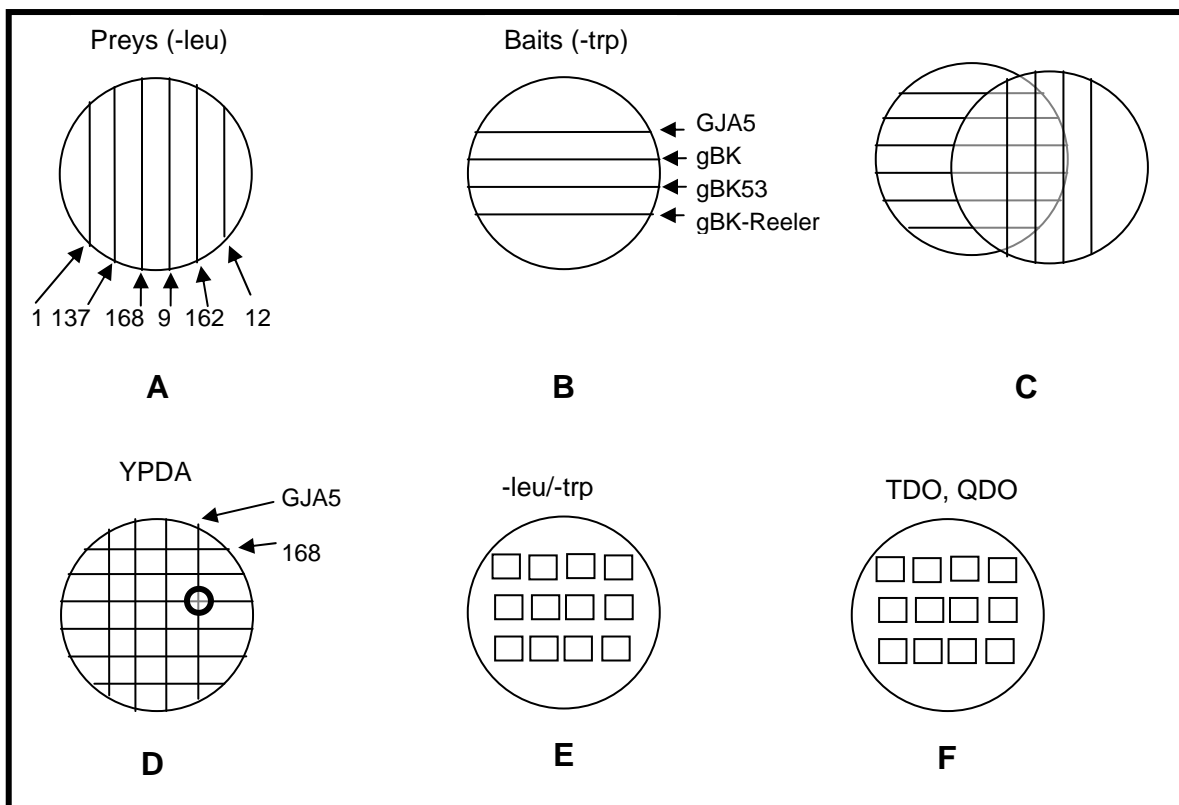 Preys (-leu)
1 137 168 9 162 12
A
Baits (-trp)
GJA5
gBK
gBK53
gBK-Reeler
B
C
YPDA
GJA5
168
D
-leu/-trp
E
TDO, QDO
F